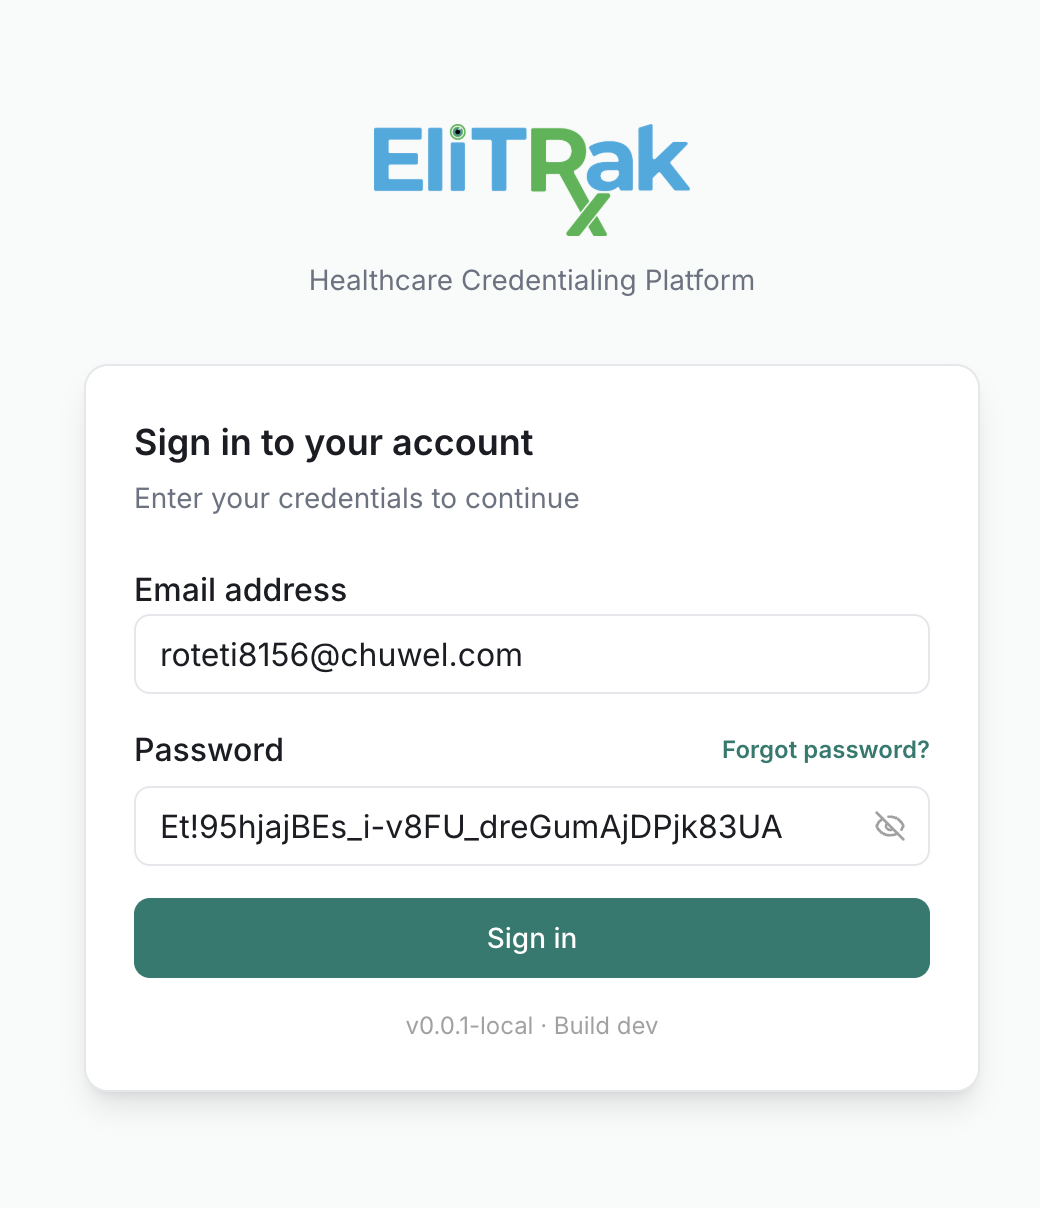 EliTRxak
Healthcare Credentialing Platform
Sign in to your account
Enter your credentials to continue
Email address
roteti8156@chuwel.com
Password
Forgot password?
Et!95hjajBEs_i-v8FU_dreGumAjDPjk83UA
Sign in
v0.0.1-local · Build dev